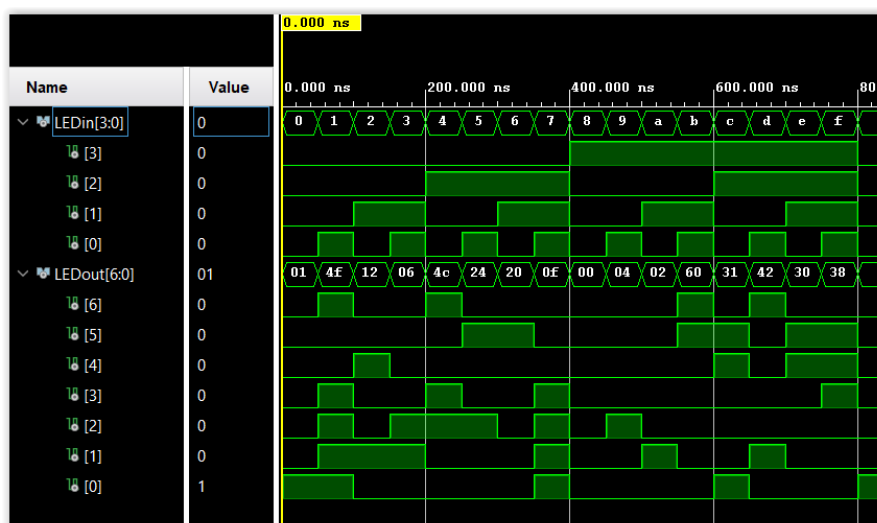 0.000 ns
Name Value 0.000 ns 200.000 ns 400.000 ns 600.000 ns 80
LEDin[3:0] 0 0 1 2 3 4 5 6 7 8 9 a b c d e f
[3] 0
[2] 0
[1] 0
[0] 0
LEDout[6:0] 01 01 4f 12 06 4c 24 20 0f 00 04 02 60 31 42 30 38
[6] 0
[5] 0
[4] 0
[3] 0
[2] 0
[1] 0
[0] 1